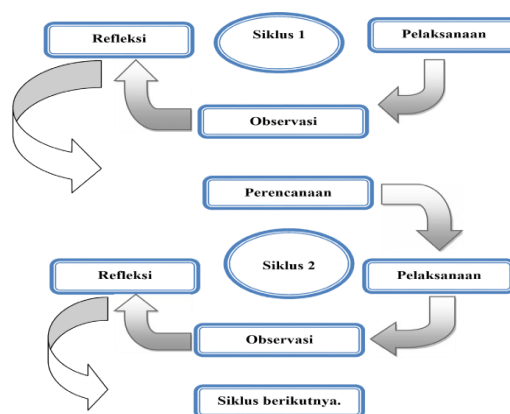 Refleksi
Siklus 1
Pelaksanaan
Observasi
Perencanaan
Siklus 2
Refleksi
Pelaksanaan
Observasi
Siklus berikutnya.